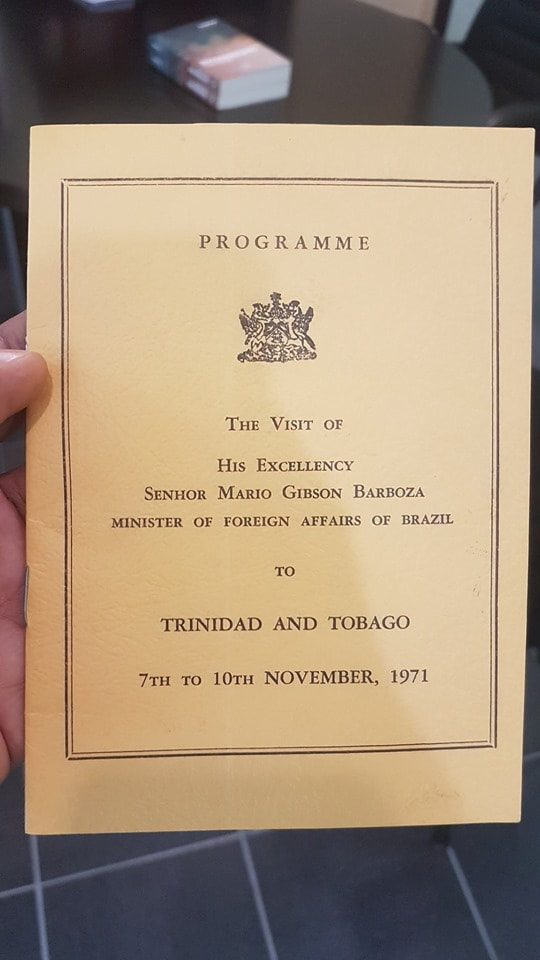 PROGRAMME
THE VISIT OF
HIS EXCELLENCY
SENHOR MARIO GIBSON BARBOZA
MINISTER OF FOREIGN AFFAIRS OF BRAZIL
TO
TRINIDAD AND TOBAGO
7TH TO 10TH NOVEMBER, 1971